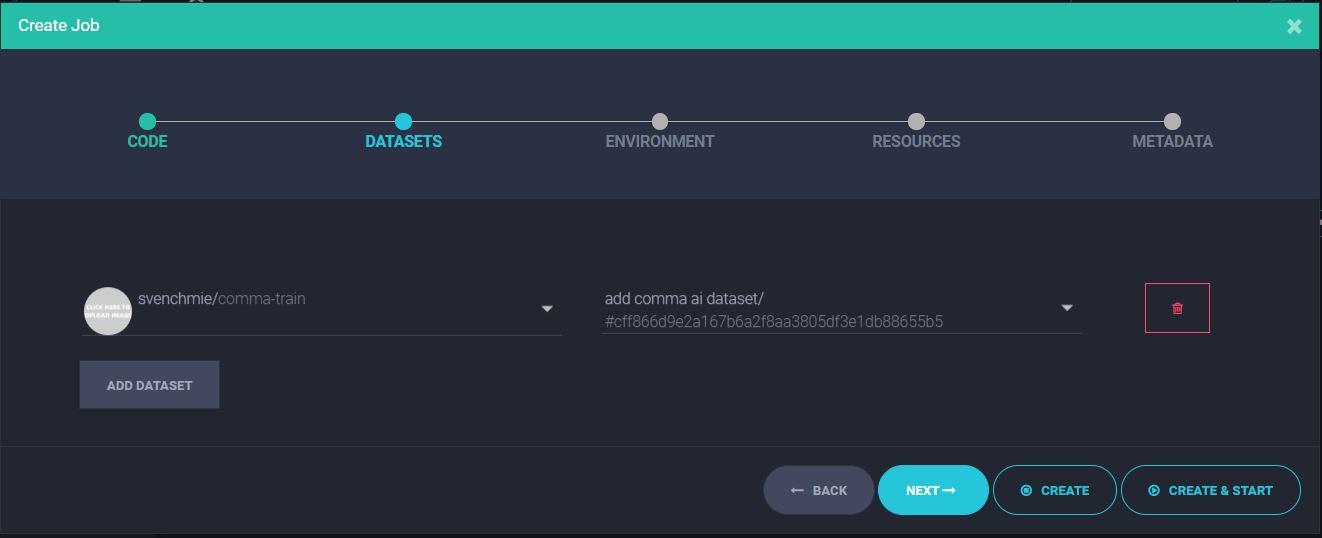 Create Job
CODE
DATASETS
ENVIRONMENT
RESOURCES
METADATA
CLICK HERE TO
UPLOAD IMAGE
svenchmie/comma-train
add comma ai dataset/
#cff866d9e2a167b6a2f8aa3805df3e1db88655b5
ADD DATASET
BACK
NEXT
CREATE
CREATE & START